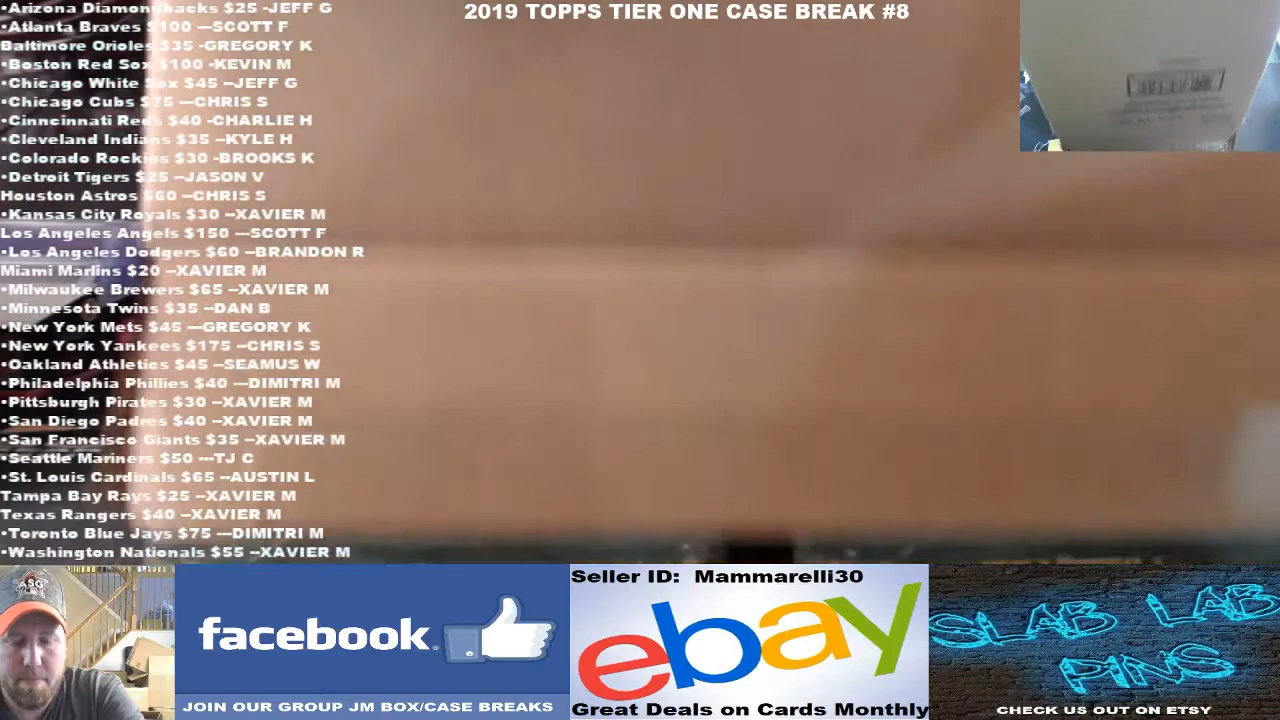 •Arizona Diamondbacks $25 -JEFF G
•Atlanta Braves $100 ---SCOTT F
Baltimore Orioles $35 -GREGORY K
•Boston Red Sox $100 -KEVIN M
•Chicago White Sox $45 --JEFF G
•Chicago Cubs $75 ---CHRIS S
•Cinncinnati Reds $40 -CHARLIE H
•Cleveland Indians $35 --KYLE H
•Colorado Rockies $30 -BROOKS K
•Detroit Tigers $25 --JASON V
Houston Astros $60 --CHRIS S
•Kansas City Royals $30 --XAVIER M
Los Angeles Angels $150 ---SCOTT F
•Los Angeles Dodgers $60 --BRANDON R
Miami Marlins $20 --XAVIER M
•Milwaukee Brewers $65 --XAVIER M
•Minnesota Twins $35 --DAN B
•New York Mets $45 ---GREGORY K
•New York Yankees $175 --CHRIS S
•Oakland Athletics $45 --SEAMUS W
•Philadelphia Phillies $40 ---DIMITRI M
•Pittsburgh Pirates $30 --XAVIER M
•San Diego Padres $40 --XAVIER M
•San Francisco Giants $35 --XAVIER M
•Seattle Mariners $50 ---TJ C
•St. Louis Cardinals $65 --AUSTIN L
Tampa Bay Rays $25 --XAVIER M
Texas Rangers $40 --XAVIER M
•Toronto Blue Jays $75 ---DIMITRI M
•Washington Nationals $55 --XAVIER M
2019 TOPPS TIER ONE CASE BREAK #8
ASG
facebook
JOIN OUR GROUP JM BOX/CASE BREAKS
Seller ID: Mammarelli30
ebay
Great Deals on Cards Monthly
SLAB LAB
PINS
CHECK US OUT ON ETSY